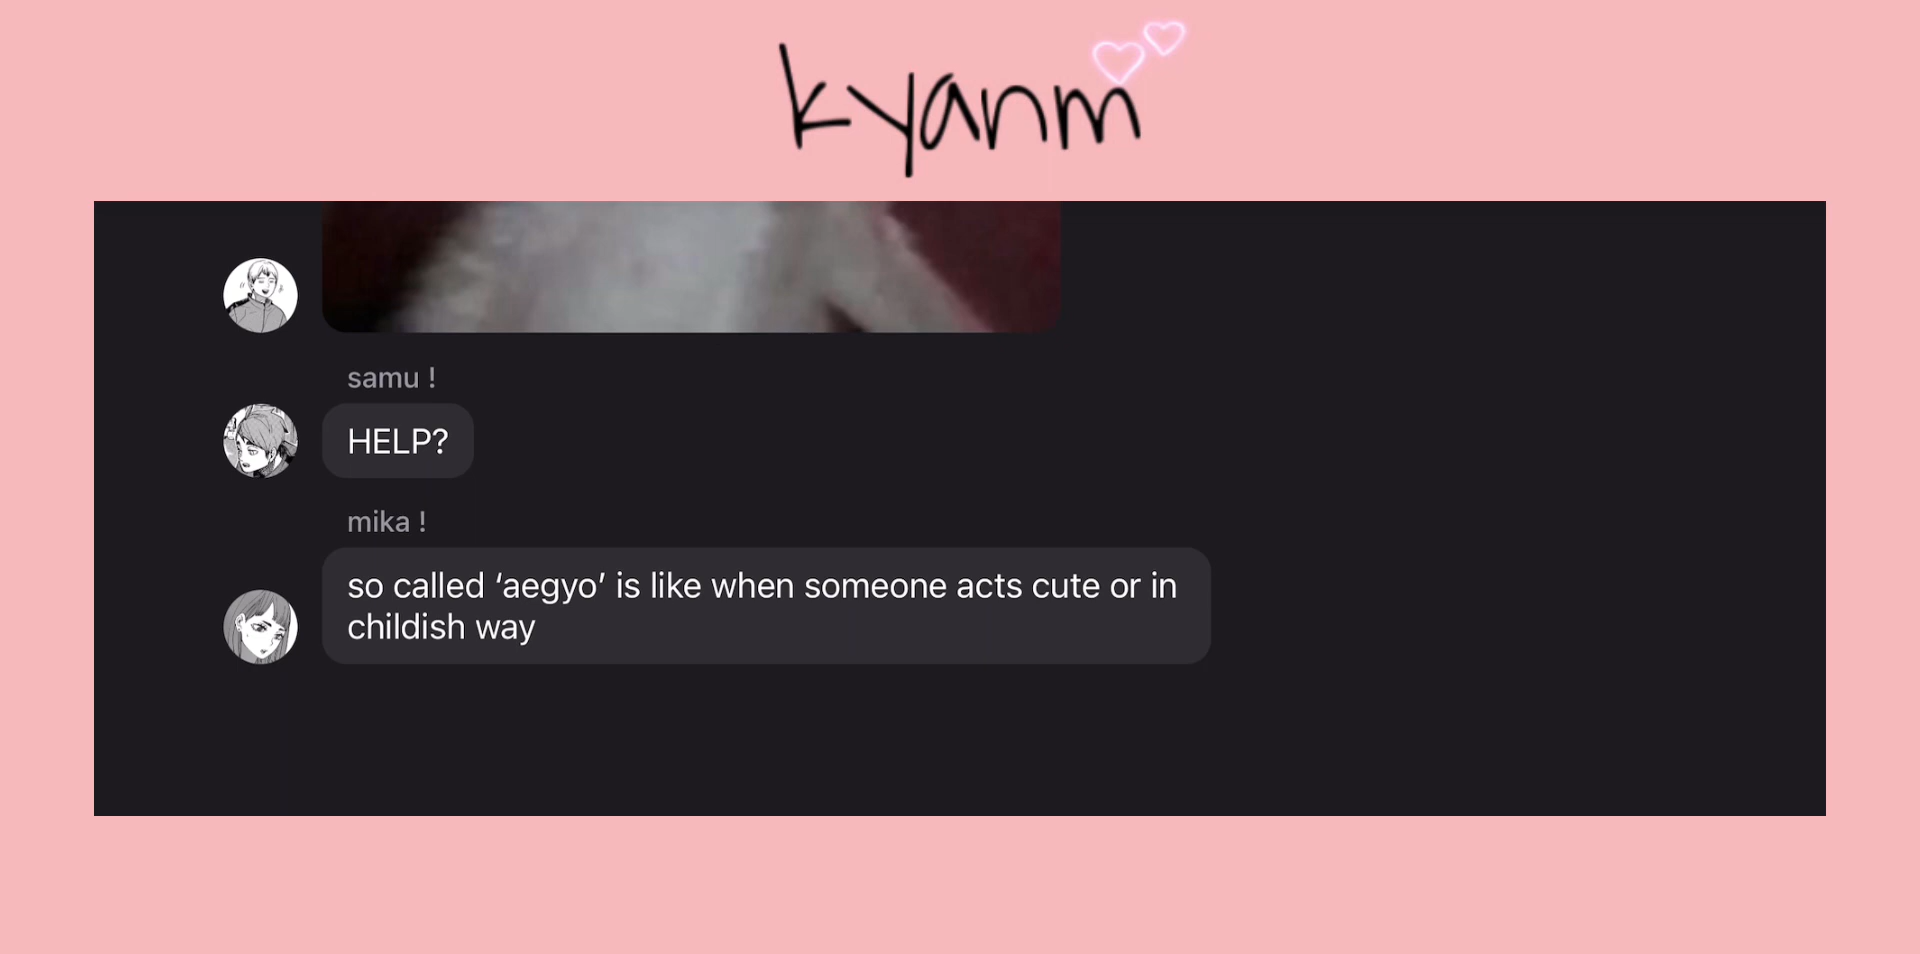 kyanm
samu !
HELP?
mika !
so called ‘aegyo’ is like when someone acts cute or in
childish way